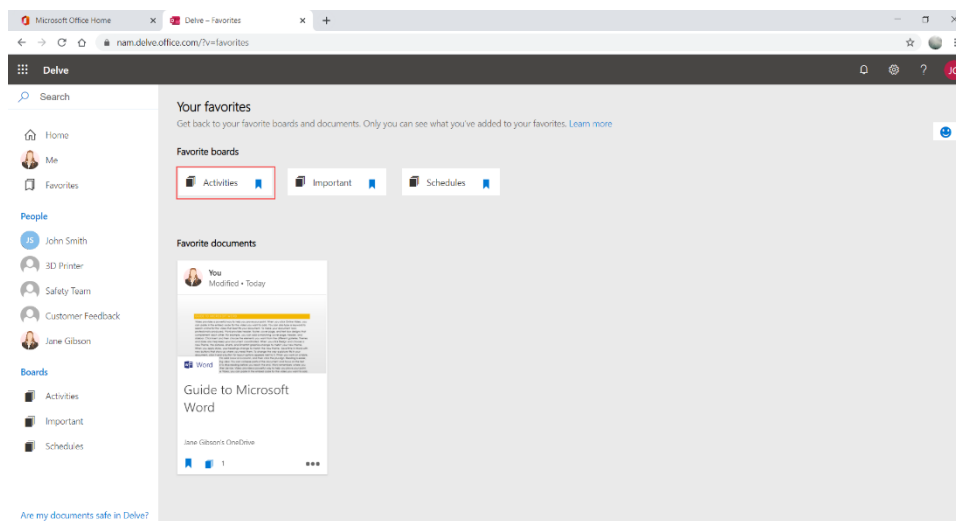 Microsoft Office Home
Delve – Favorites
nam.delve.office.com/?v=favorites
Delve
JG
Search
Home
Me
Favorites
People
JS John Smith
3D Printer
Safety Team
Customer Feedback
Jane Gibson
Boards
Activities
Important
Schedules
Are my documents safe in Delve?
Your favorites
Get back to your favorite boards and documents. Only you can see what you've added to your favorites. Learn more
Favorite boards
Activities
Important
Schedules
Favorite documents
You
Modified • Today
Word
Guide to Microsoft
Word
Jane Gibson's OneDrive
1